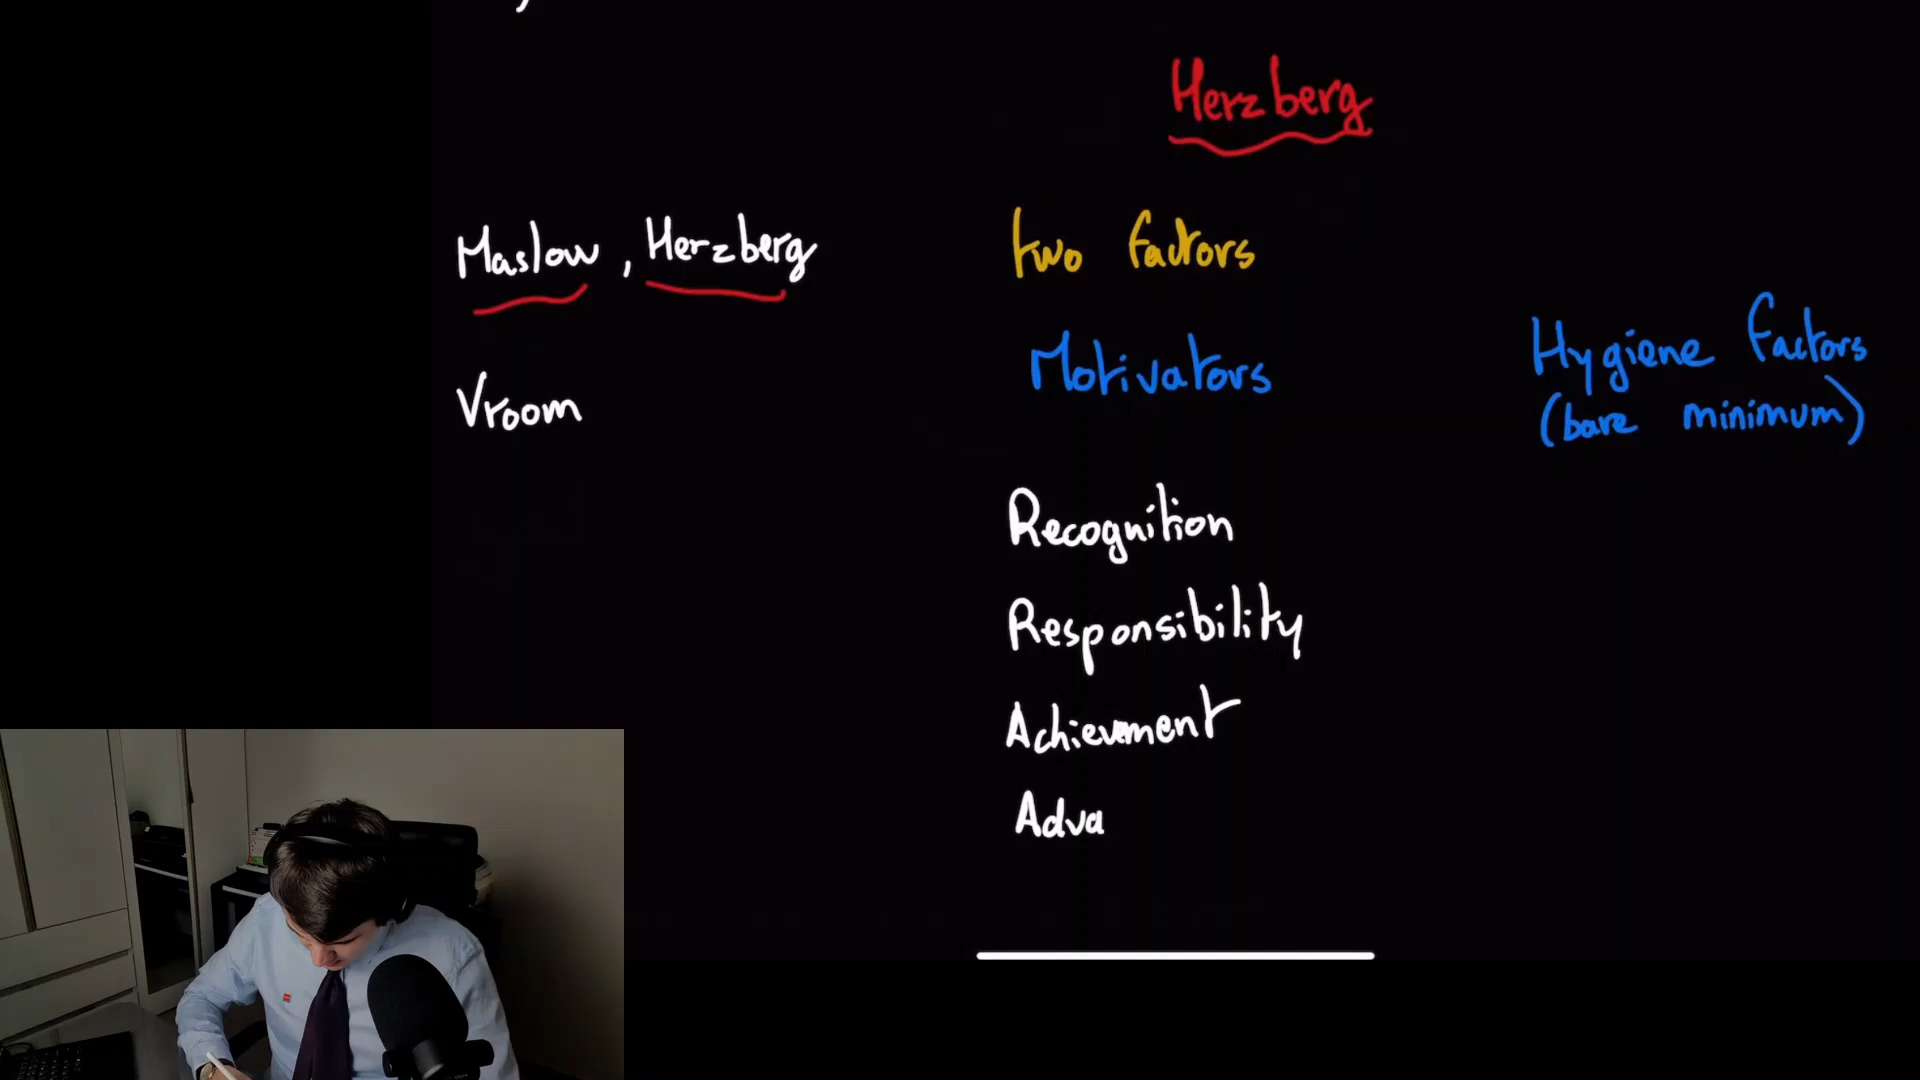 Herzberg
Maslow, Herzberg
two factors
Motivators
Hygiene factors
(bare minimum)
Vroom
Recognition
Responsibility
Achievement
Adva